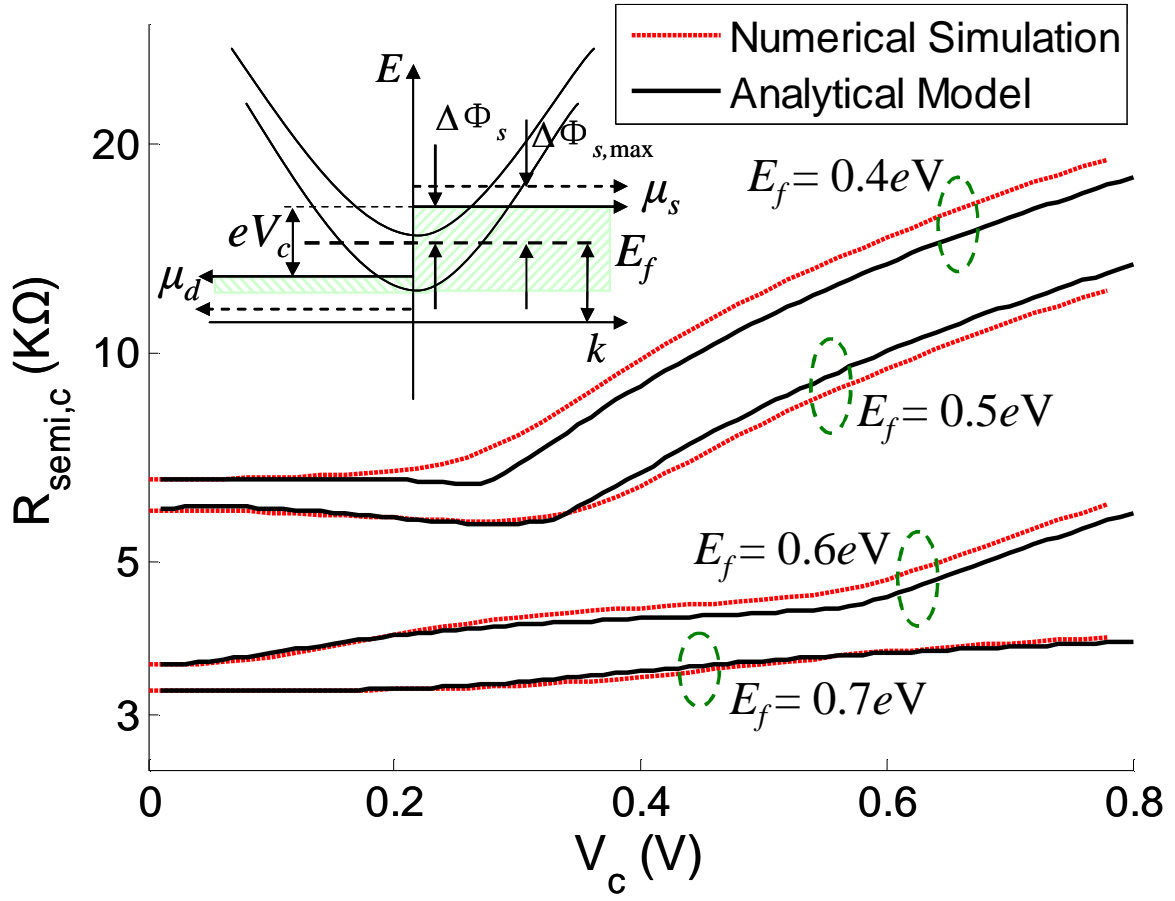 Numerical Simulation
Analytical Model
E
ΔΦs
ΔΦs,max
μs
eVc
Ef
μd
k
Ef = 0.4eV
Ef = 0.5eV
Ef = 0.6eV
Ef = 0.7eV
20
10
5
3
Rsemi,c (KΩ)
0
0.2
0.4
0.6
0.8
Vc (V)